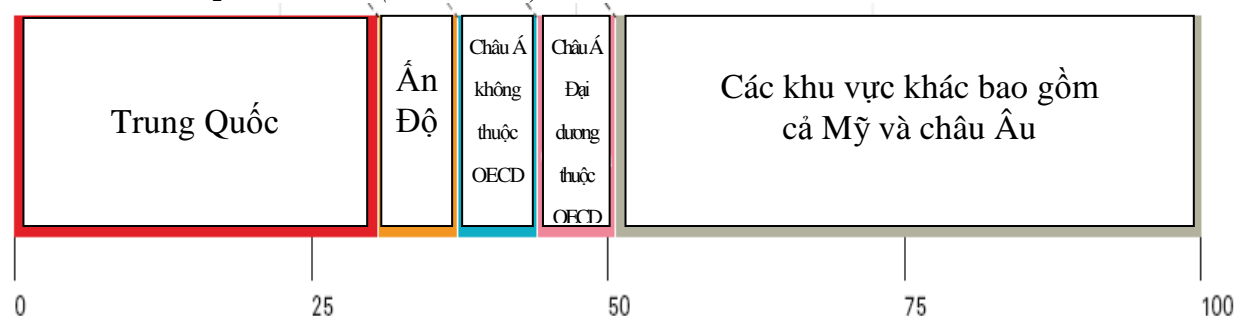 Trung Quốc
Ấn
Độ
Châu Á
không
thuộc
OECD
Châu Á
Đại
dương
thuộc
OECD
Các khu vực khác bao gồm
cả Mỹ và châu Âu
0 25 50 75 100